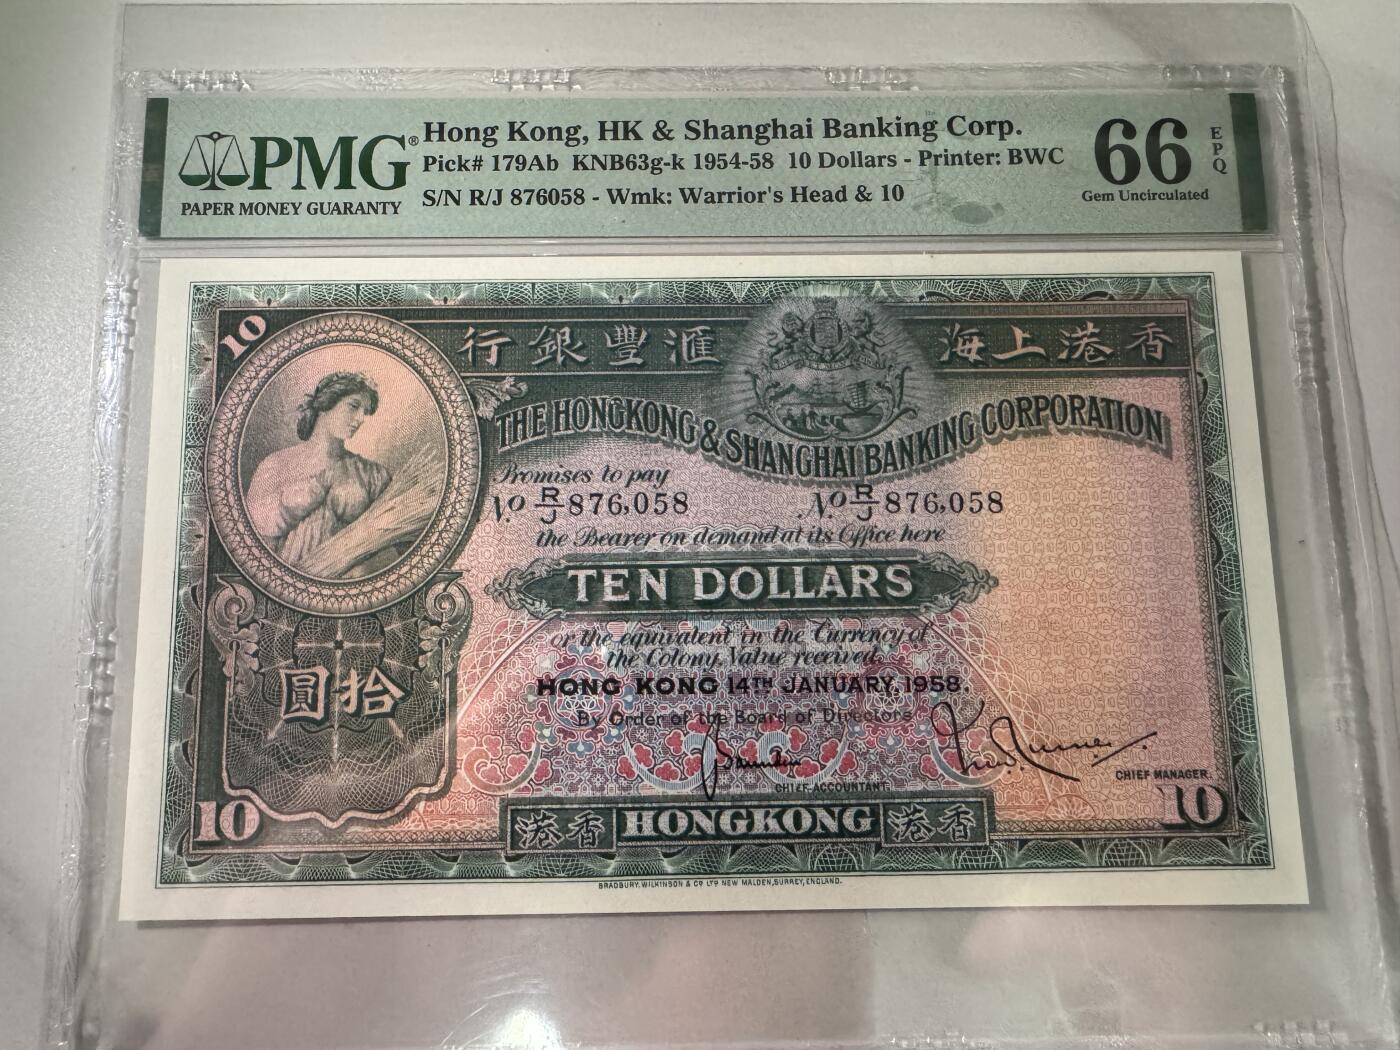 PMG®
PAPER MONEY GUARANTY
Hong Kong, HK & Shanghai Banking Corp.
Pick# 179Ab KNB63g-k 1954-58 10 Dollars - Printer: BWC
S/N R/J 876058 - Wmk: Warrior's Head & 10
66 EPQ
Gem Uncirculated
10
行銀豐滙 海上港香
THE HONGKONG & SHANGHAI BANKING CORPORATION
Promises to pay
No R/J 876,058 No R/J 876,058
the Bearer on demand at its Office here
TEN DOLLARS
or the equivalent in the Currency of
the Colony, Value received.
HONG KONG 14TH JANUARY, 1958.
By Order of the Board of Directors
圓拾
CHIEF ACCOUNTANT.
CHIEF MANAGER.
10 港香 HONGKONG 港香 10
BRADBURY, WILKINSON & CO LTD NEW MALDEN, SURREY, ENGLAND.